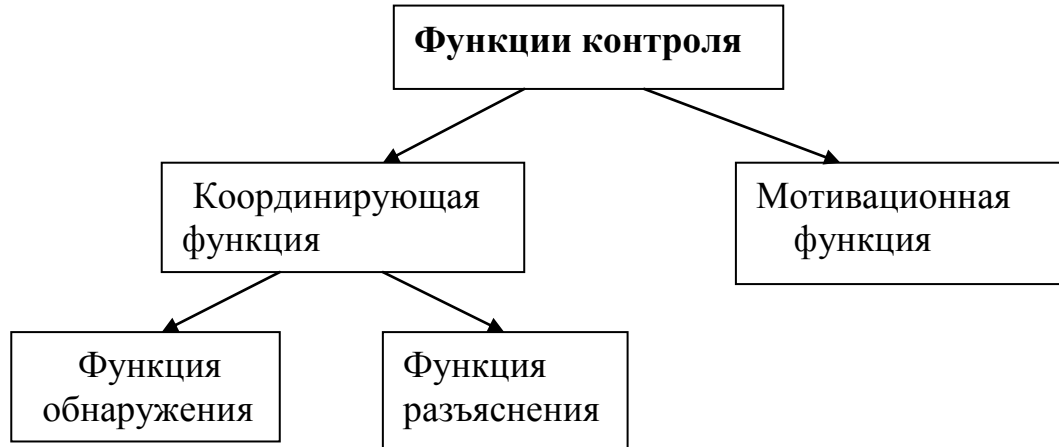 Функции контроля
Координирующая
функция
Мотивационная
функция
Функция
обнаружения
Функция
разъяснения